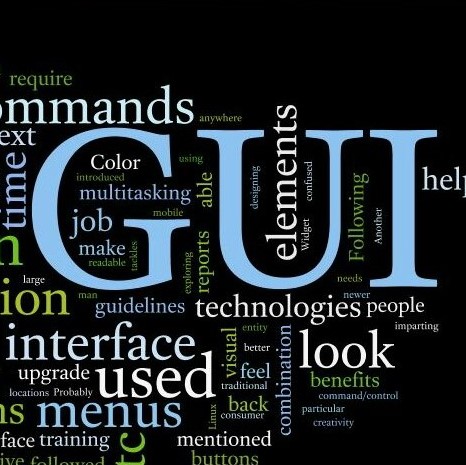 require
ommands
anywhere
ext
GUI
elements
time
Color
using
introduced
multitasking
able
designing
confused
help
mobile
job
Following
Another
Widget
make
readable
tackles
reports
exploring
n
large
man
needs
newer
ion
guidelines
technologies
people
imparting
interface
visual
entity
better
combination
look
upgrade
used
feel
traditional
benefits
locations
Probably
command/control
ns
menus
Linux
back
consumer
particular
creativity
face
training
tc
mentioned
ive
followed
buttons